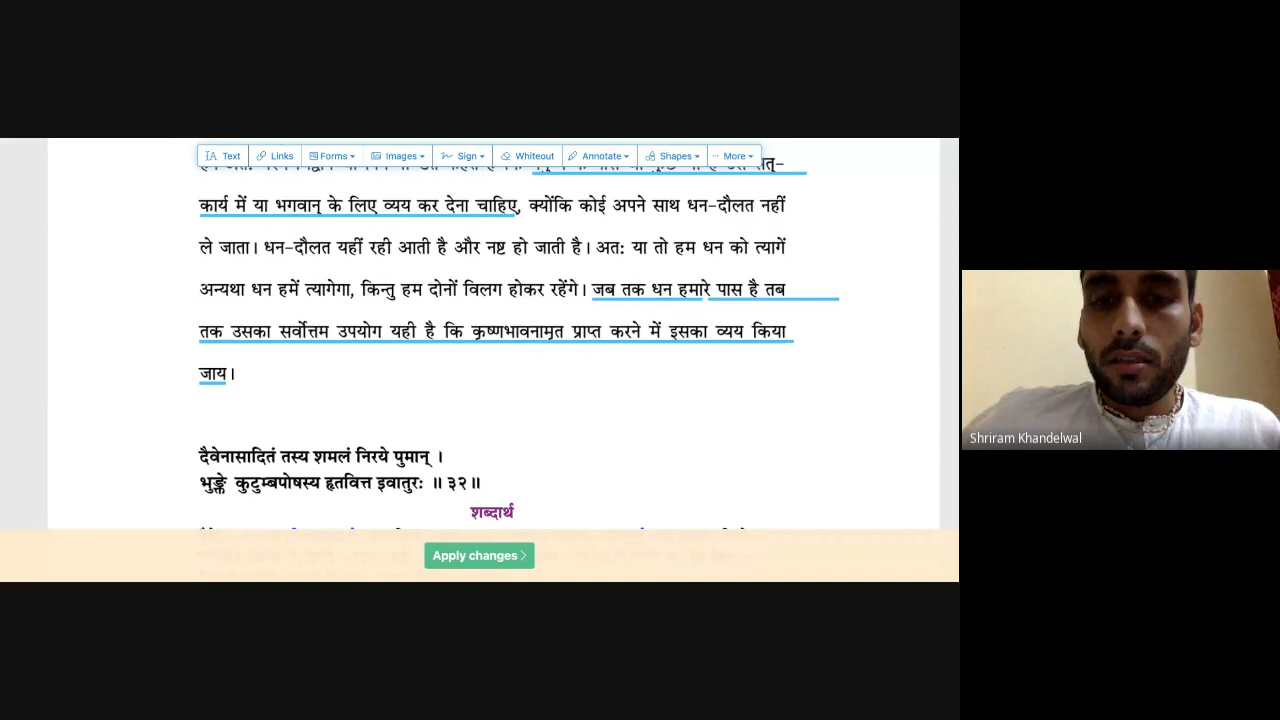 Text Links Forms Images Sign Whiteout Annotate Shapes More
सत्-
कार्य में या भगवान् के लिए व्यय कर देना चाहिए, क्योंकि कोई अपने साथ धन-दौलत नहीं
ले जाता। धन-दौलत यहीं रही आती है और नष्ट हो जाती है। अत: या तो हम धन को त्यागें
अन्यथा धन हमें त्यागेगा, किन्तु हम दोनों विलग होकर रहेंगे। जब तक धन हमारे पास है तब
तक उसका सर्वोत्तम उपयोग यही है कि कृष्णभावनामृत प्राप्त करने में इसका व्यय किया
जाय।
दैवेनासादितं तस्य शमलं निरये पुमान् ।
भुङ्क्ते कुटुम्बपोषस्य हृतवित्त इवातुरः ॥ ३२॥
शब्दार्थ
Apply changes
Shriram Khandelwal